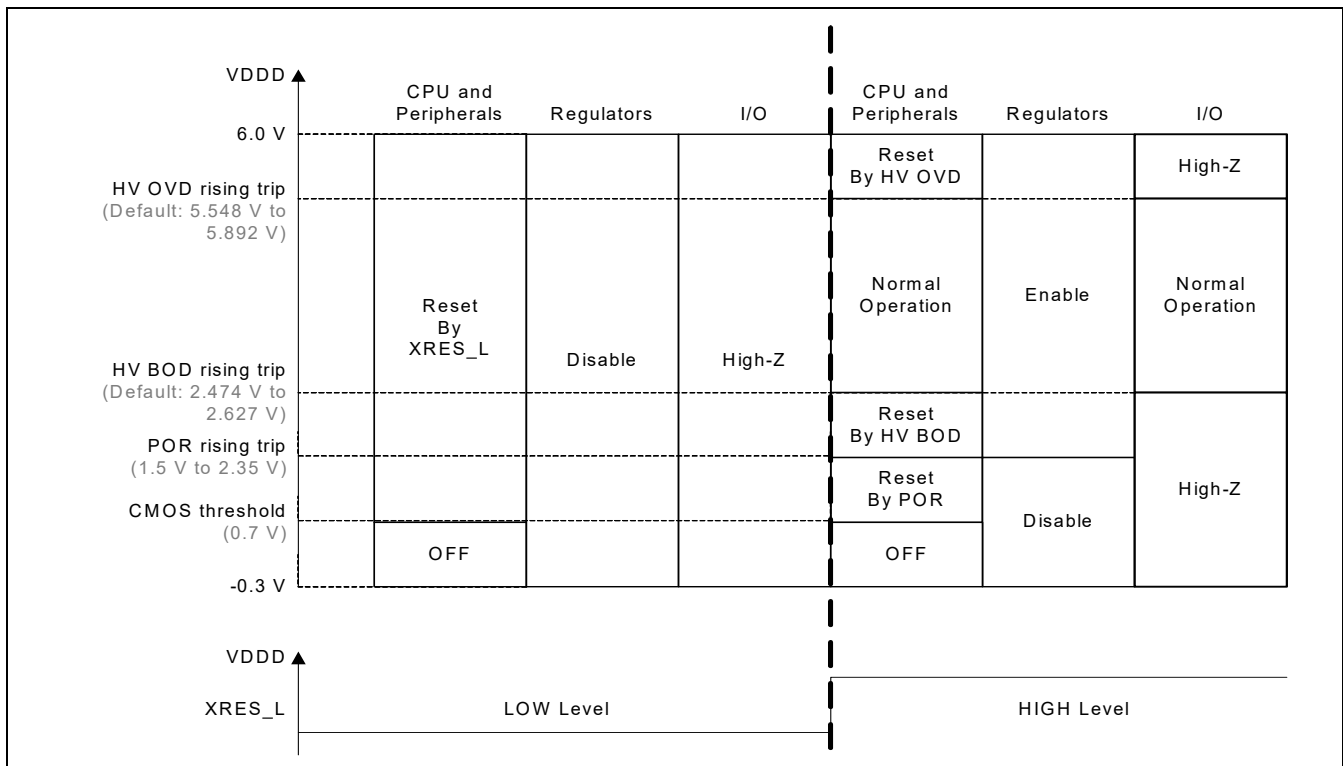 VDDD
CPU and
Peripherals
Regulators
I/O
CPU and
Peripherals
Regulators
I/O
6.0 V
Reset
By HV OVD
High-Z
HV OVD rising trip
(Default: 5.548 V to
5.892 V)
Reset
By
XRES_L
Disable
High-Z
Normal
Operation
Enable
Normal
Operation
HV BOD rising trip
(Default: 2.474 V to
2.627 V)
Reset
By HV BOD
POR rising trip
(1.5 V to 2.35 V)
Reset
By POR
Disable
High-Z
CMOS threshold
(0.7 V)
OFF
OFF
-0.3 V
VDDD
XRES_L
LOW Level
HIGH Level